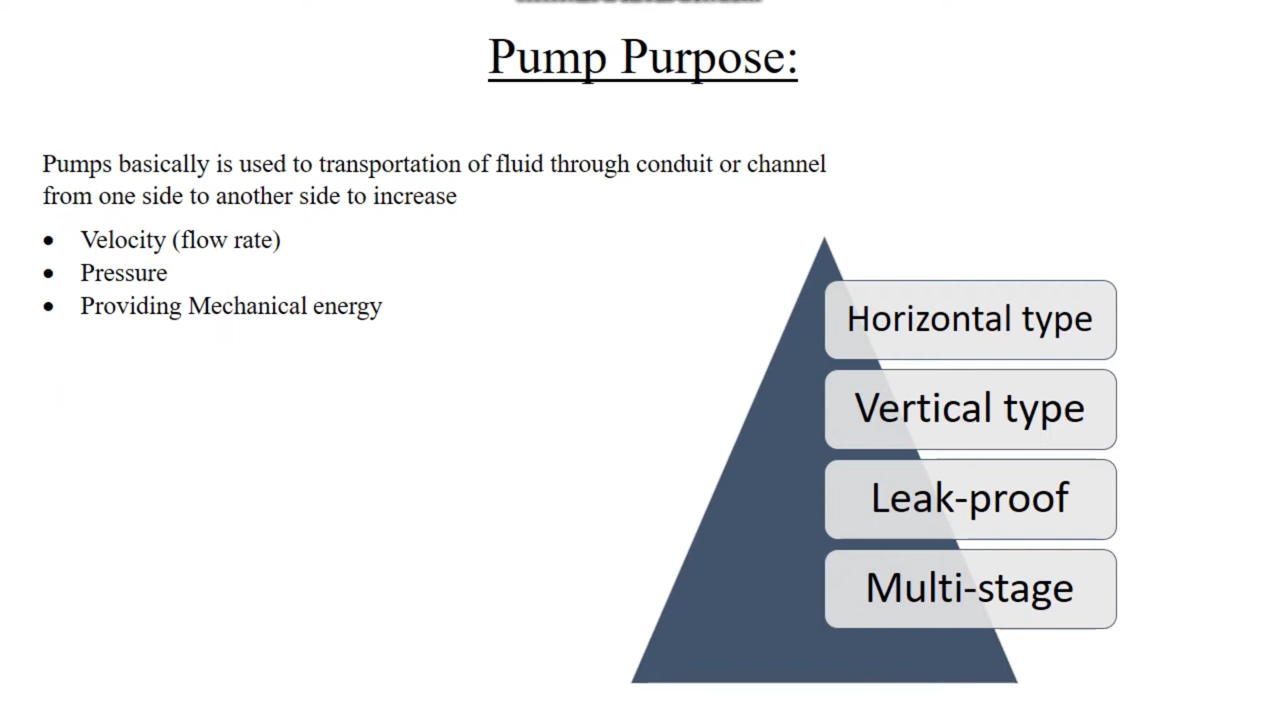 Pump Purpose:
Pumps basically is used to transportation of fluid through conduit or channel
from one side to another side to increase
• Velocity (flow rate)
• Pressure
• Providing Mechanical energy
Horizontal type
Vertical type
Leak-proof
Multi-stage